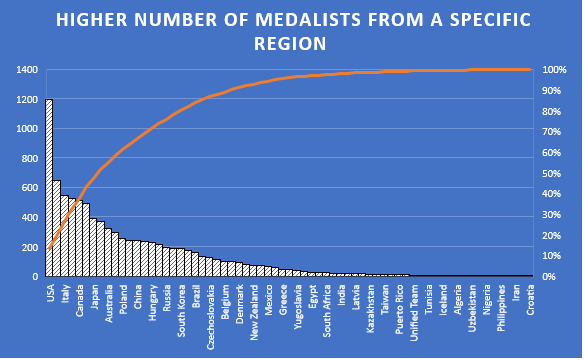 HIGHER NUMBER OF MEDALISTS FROM A SPECIFIC
REGION
1400
1200
1000
800
600
400
200
0
100%
90%
80%
70%
60%
50%
40%
30%
20%
10%
0%
USA
Italy
Canada
Japan
Australia
Poland
China
Hungary
Russia
South Korea
Brazil
Czechoslovakia
Belgium
Denmark
New Zealand
Mexico
Greece
Yugoslavia
Egypt
South Africa
India
Latvia
Kazakhstan
Taiwan
Puerto Rico
Unified Team
Tunisia
Iceland
Algeria
Uzbekistan
Nigeria
Philippines
Iran
Croatia